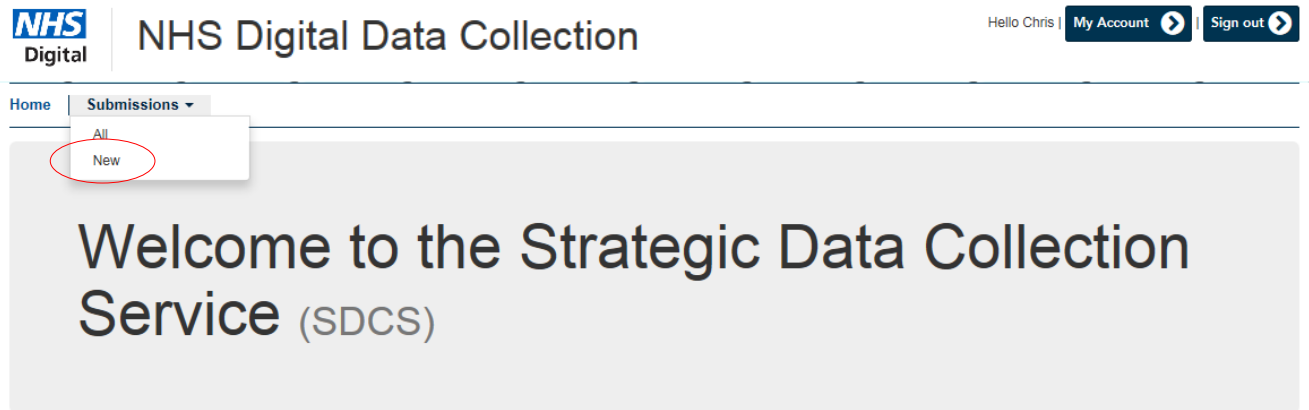 NHS
Digital
NHS Digital Data Collection
Hello Chris | My Account | Sign out
Home | Submissions
All
New
Welcome to the Strategic Data Collection
Service (SDCS)